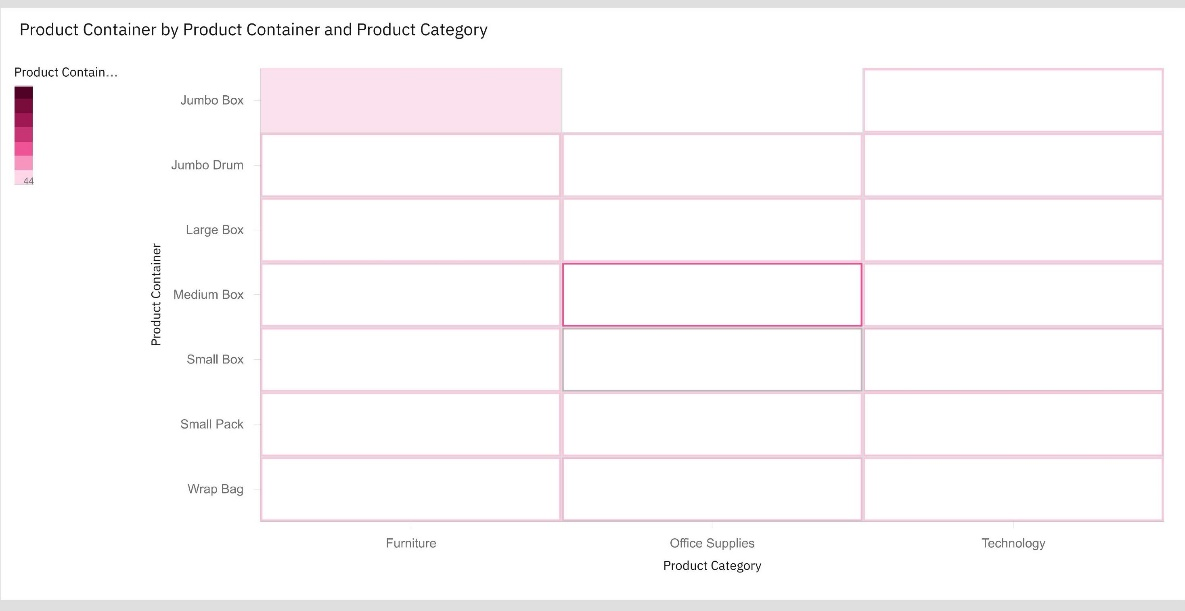 Product Container by Product Container and Product Category
Product Contain...
44
Product Container
Jumbo Box
Jumbo Drum
Large Box
Medium Box
Small Box
Small Pack
Wrap Bag
Furniture
Office Supplies
Technology
Product Category